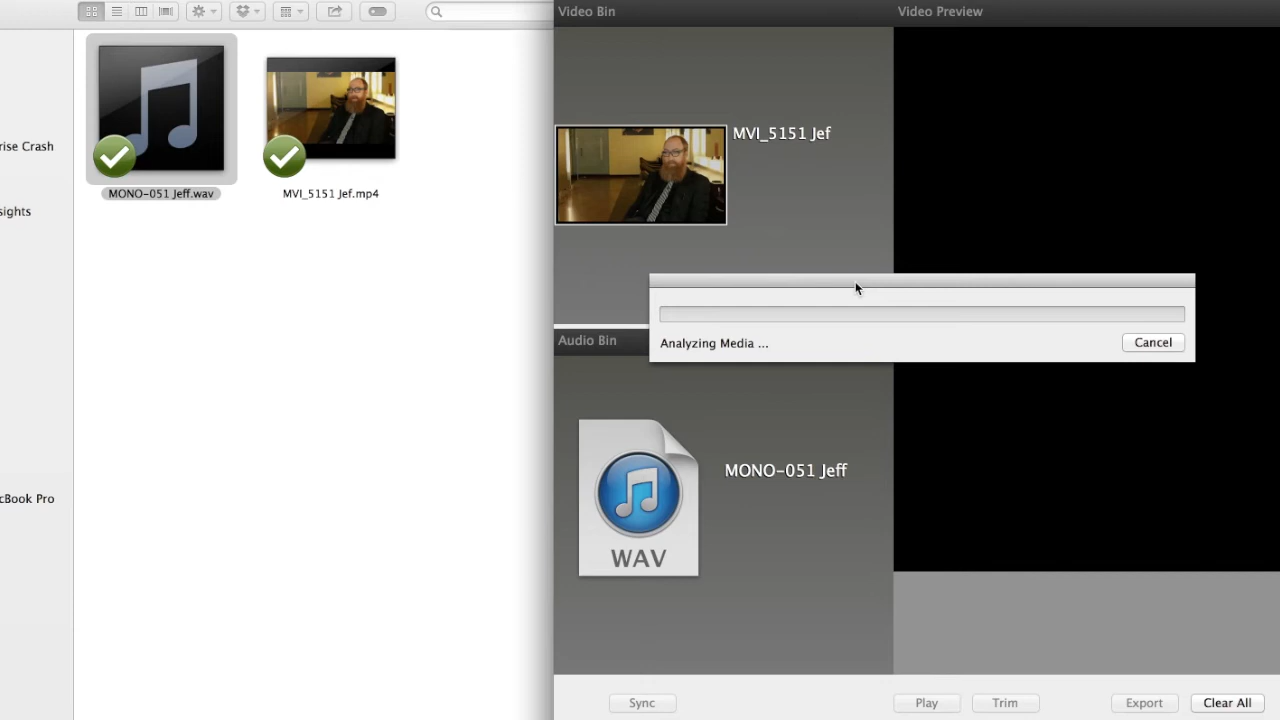 rise Crash
sights
cBook Pro
MONO-051 Jeff.wav
MVI_5151 Jef.mp4
Video Bin
Video Preview
MVI_5151 Jef
Analyzing Media ...
Cancel
Audio Bin
MONO-051 Jeff
WAV
Sync
Play
Trim
Export
Clear All